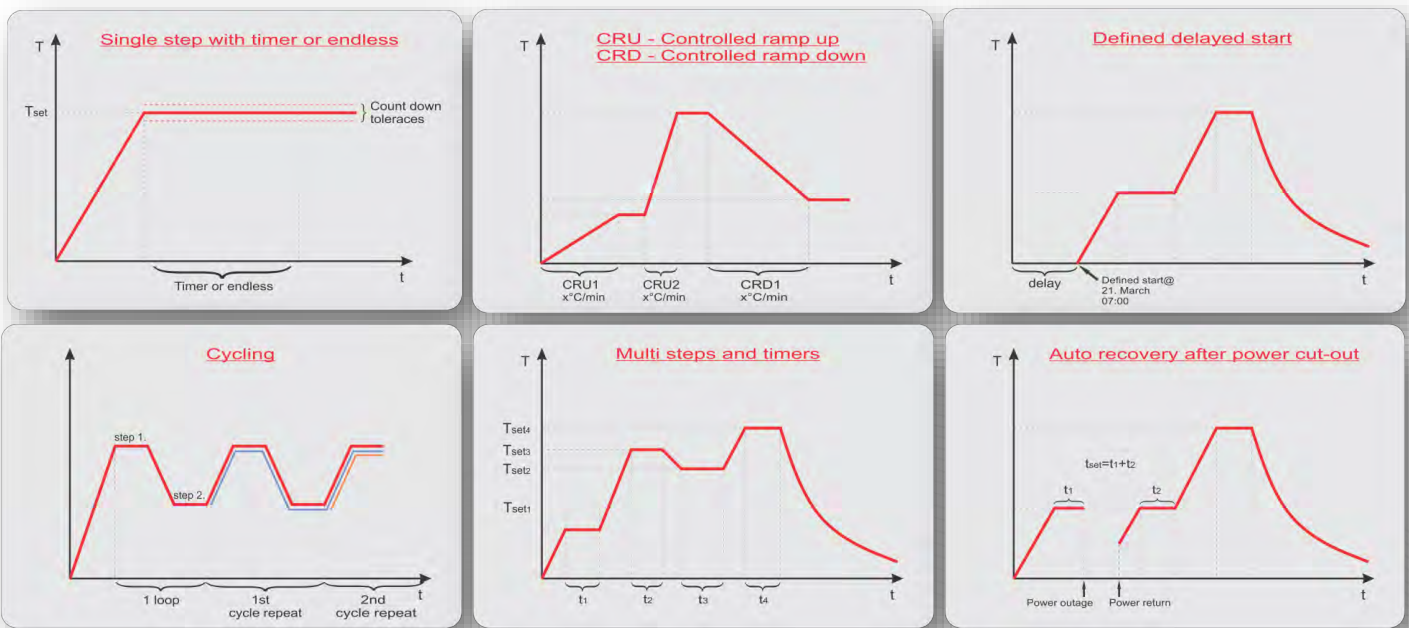 Single step with timer or endless
T
Tset
Count down
toleraces
Timer or endless
t
CRU - Controlled ramp up
CRD - Controlled ramp down
T
CRU1
x°C/min
CRU2
x°C/min
CRD1
x°C/min
t
Defined delayed start
T
delay
Defined start@
21. March
07:00
t
Cycling
step 1.
step 2.
1 loop
1st
cycle repeat
2nd
cycle repeat
t
Multi steps and timers
T
Tset4
Tset3
Tset2
Tset1
t1
t2
t3
t4
t
Auto recovery after power cut-out
T
tset=t1+t2
t1
t2
Power outage
Power return
t